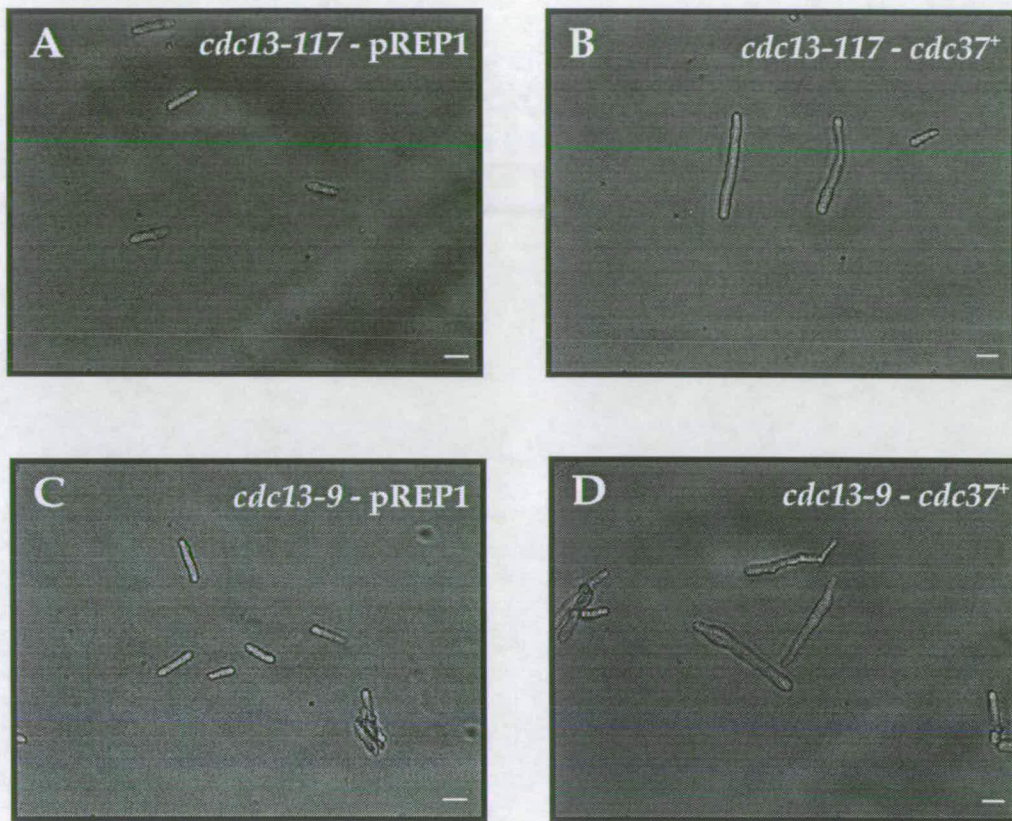 A cdc13-117 - pREP1
B cdc13-117 - cdc37⁺
C cdc13-9 - pREP1
D cdc13-9 - cdc37⁺